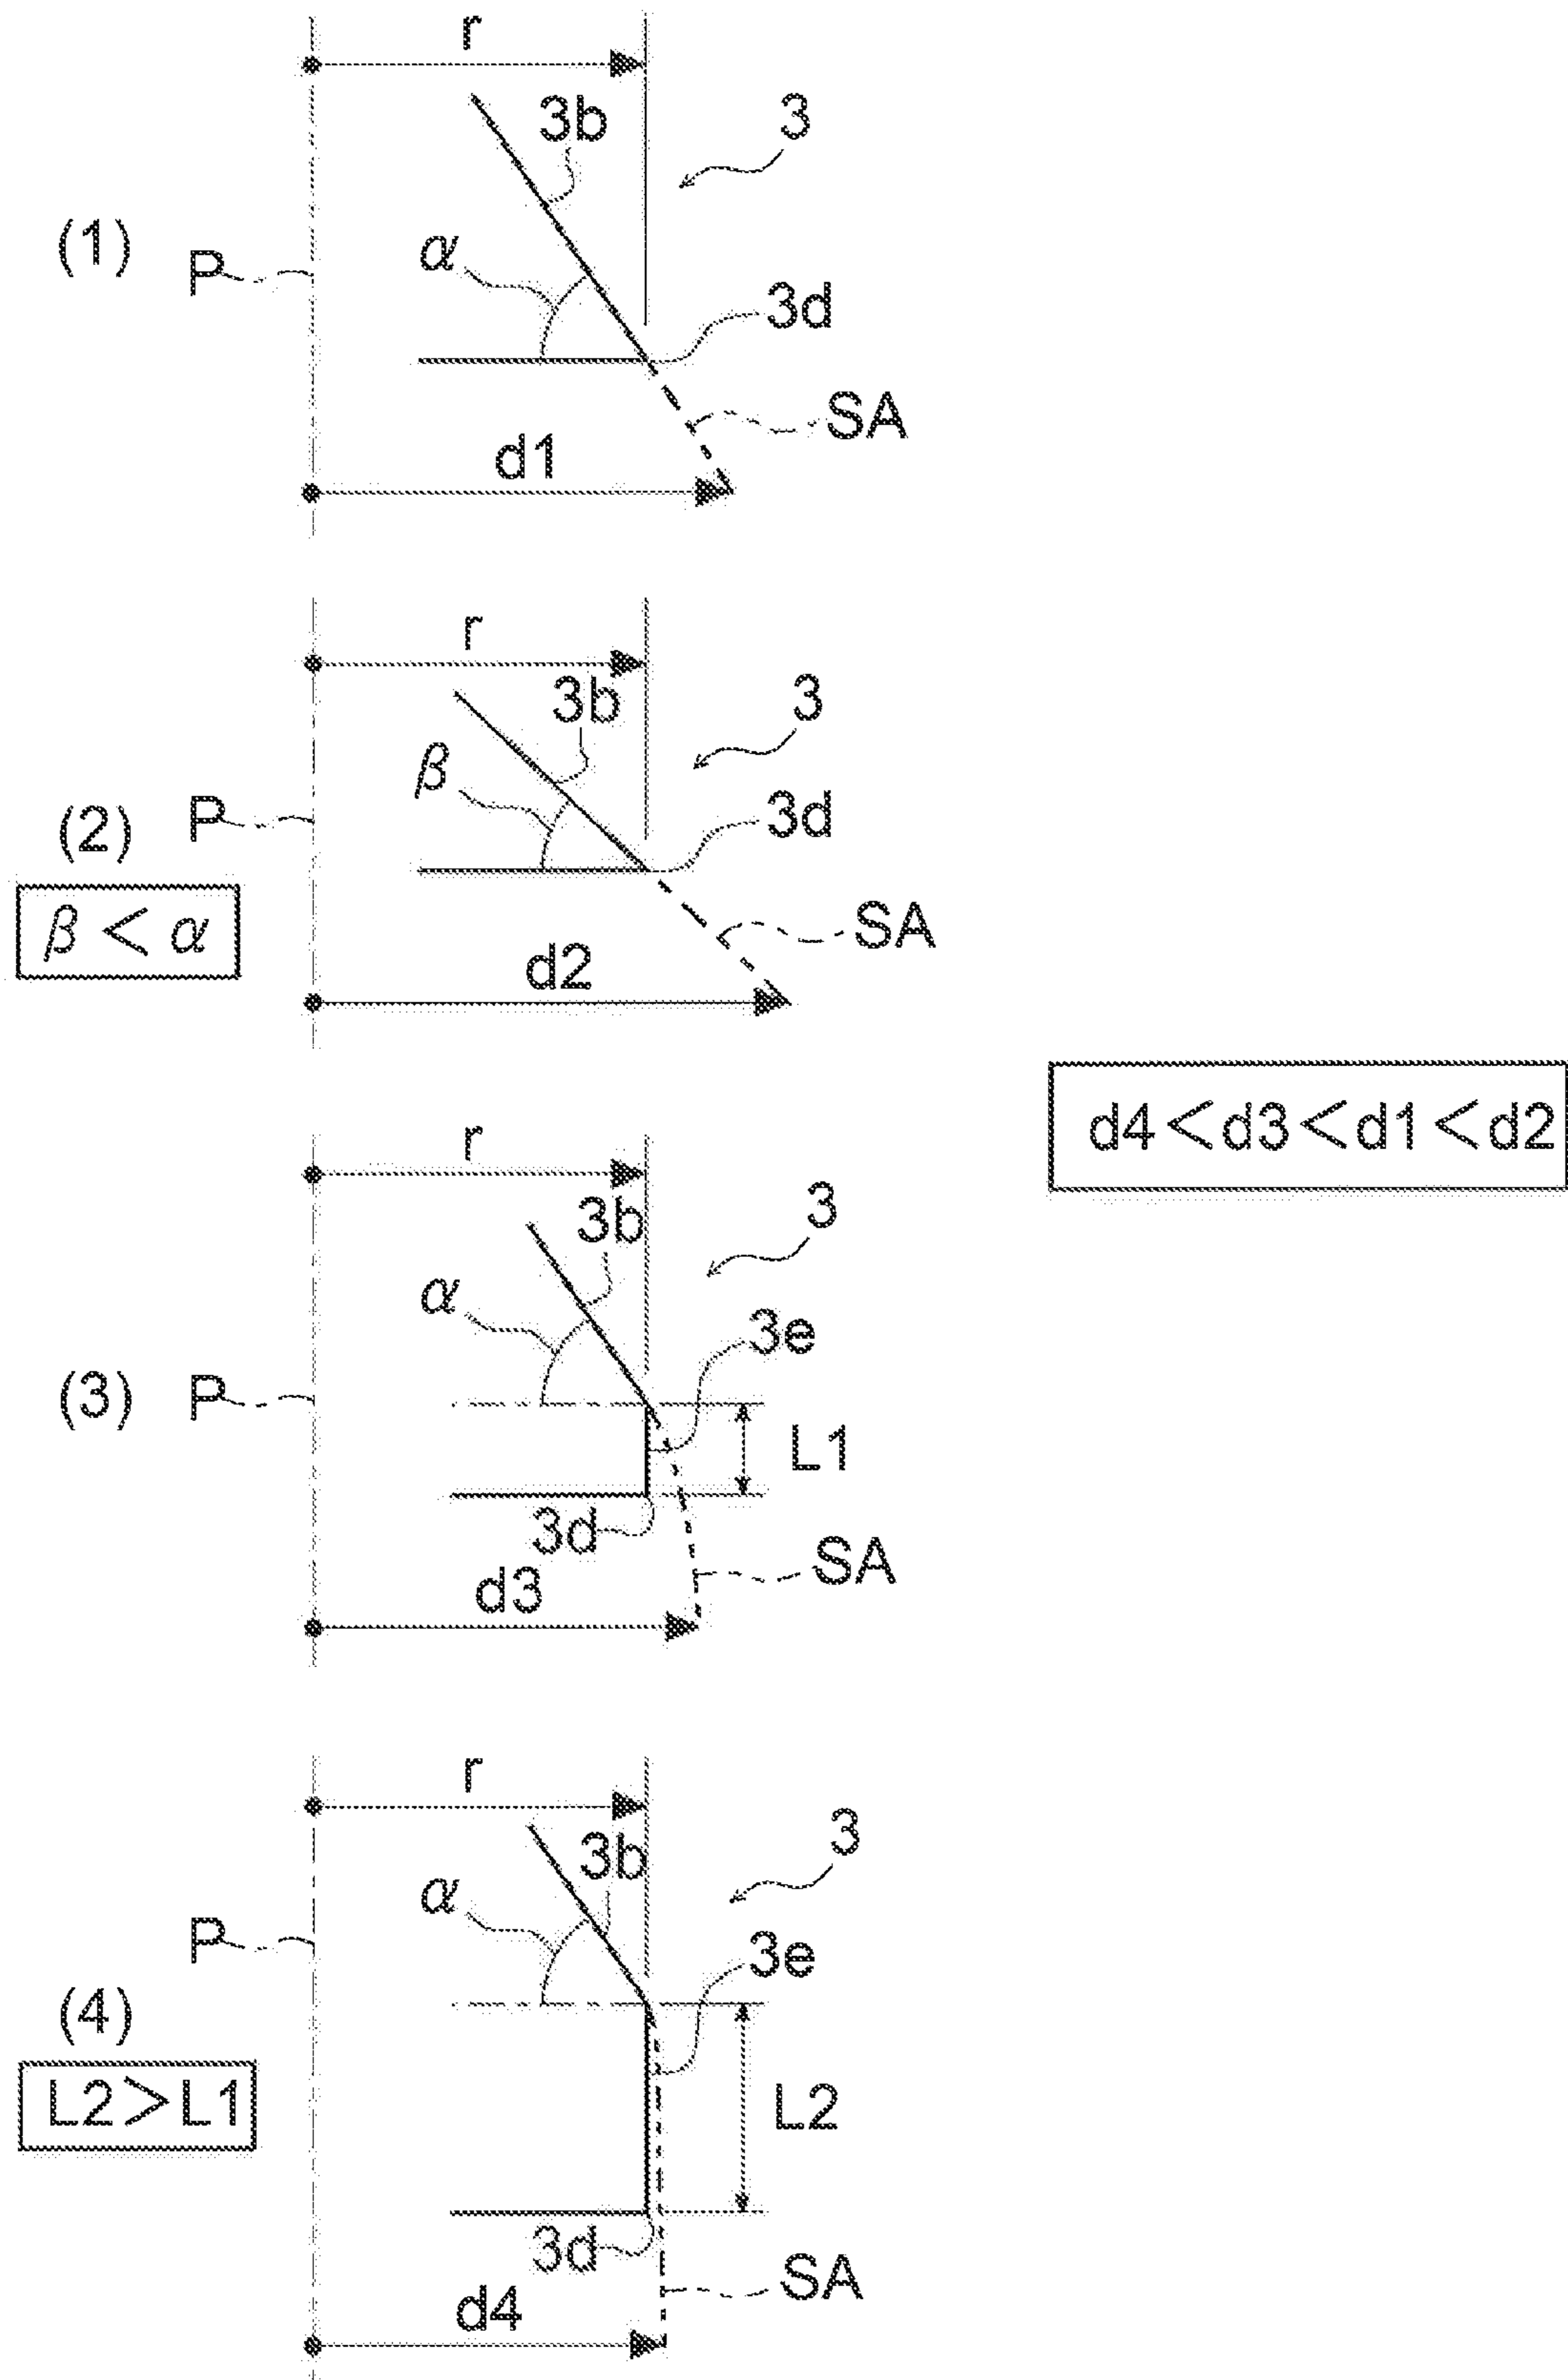 r
3b
3
(1)
P
α
3d
SA
d1
r
3b
3
β
(2)
P
3d
β < α
SA
d2
d4<d3<d1<d2
r
3b
3
α
3e
(3)
P
L1
3d
SA
d3
r
3b
3
α
P
3e
(4)
L2>L1
L2
3d
SA
d4